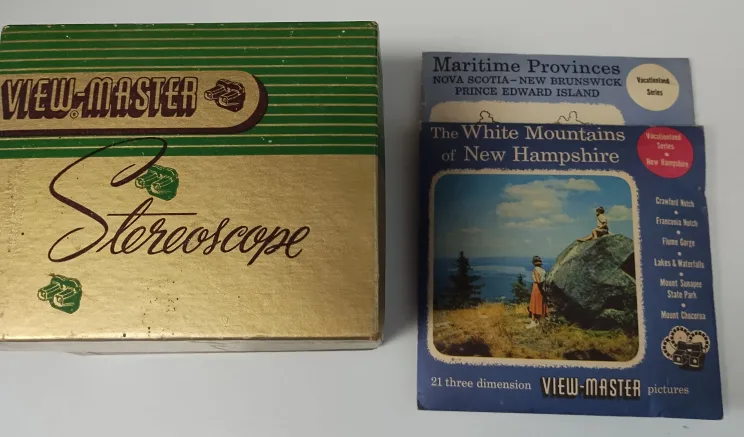 VIEW-MASTER
Stereoscope
Maritime Provinces
NOVA SCOTIA-NEW BRUNSWICK
PRINCE EDWARD ISLAND
Vacationland
Series
The White Mountains
of New Hampshire
Vacationland
Series
New Hampshire
Crawford Notch
Franconia Notch
Flume Gorge
Lakes & Waterfalls
Mount Sunapee
State Park
Mount Chocorua
21 three dimension VIEW-MASTER pictures